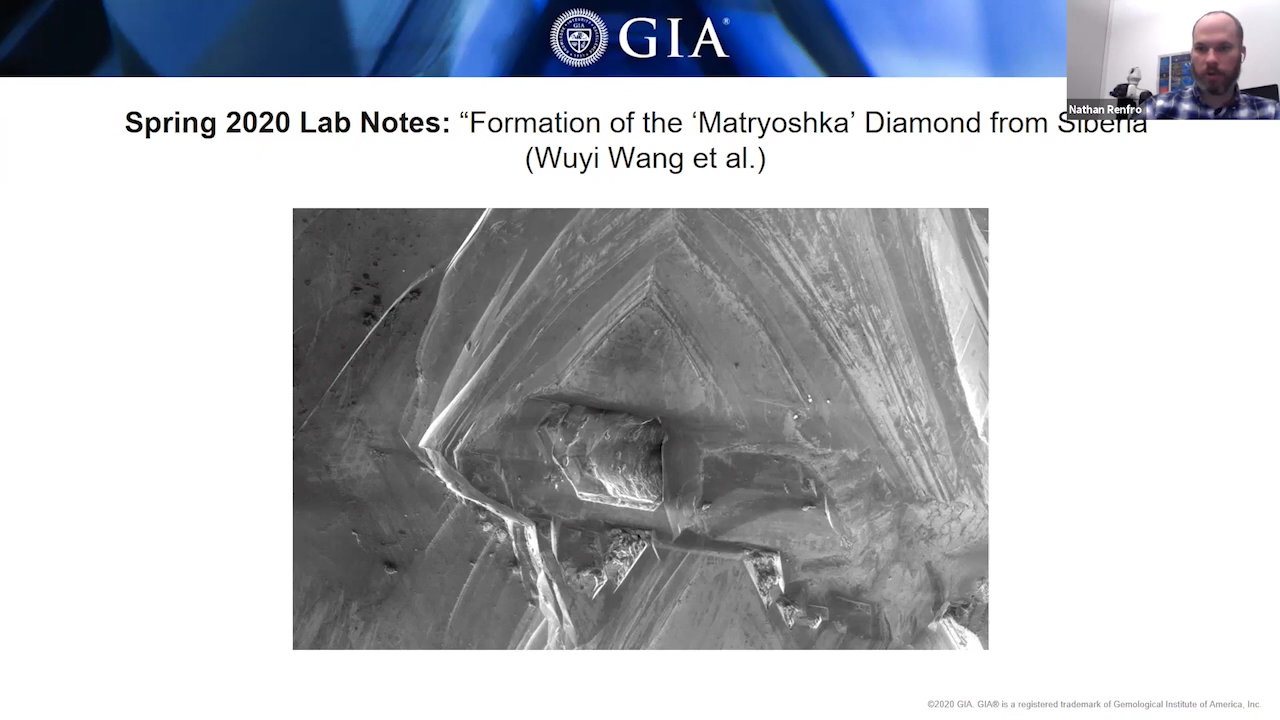 GIA®
Nathan Renfro
Spring 2020 Lab Notes: “Formation of the ‘Matryoshka’ Diamond from Siberia
(Wuyi Wang et al.)
©2020 GIA. GIA® is a registered trademark of Gemological Institute of America, Inc.